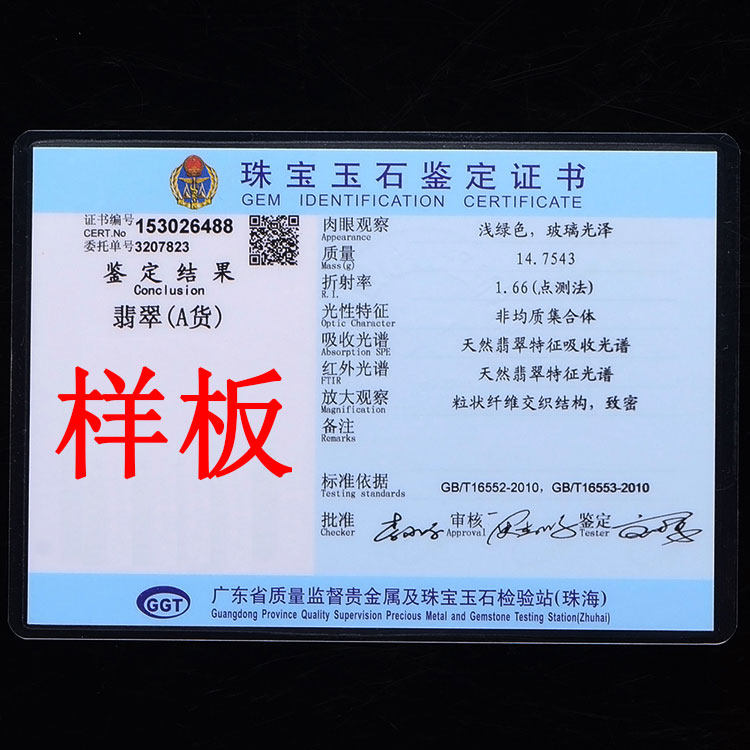 珠宝玉石鉴定证书
GEM IDENTIFICATION CERTIFICATE
证书编号
CERT.No 153026488
委托单号 3207823
鉴定结果
Conclusion
翡翠(A货)
样板
肉眼观察 浅绿色，玻璃光泽
Appearance
质量 14.7543
Mass(g)
折射率 1.66(点测法)
R.I.
光性特征 非均质集合体
Optic Character
吸收光谱 天然翡翠特征吸收光谱
Absorption SPE
红外光谱 天然翡翠特征光谱
FTIR
放大观察 粒状纤维交织结构，致密
Magnification
备注
Remarks
标准依据 GB/T16552-2010，GB/T16553-2010
Testing standards
批准 审核 鉴定
Checker Approval Tester
GGT
广东省质量监督贵金属及珠宝玉石检验站(珠海)
Guangdong Province Quality Supervision Precious Metal and Gemstone Testing Station(Zhuhai)